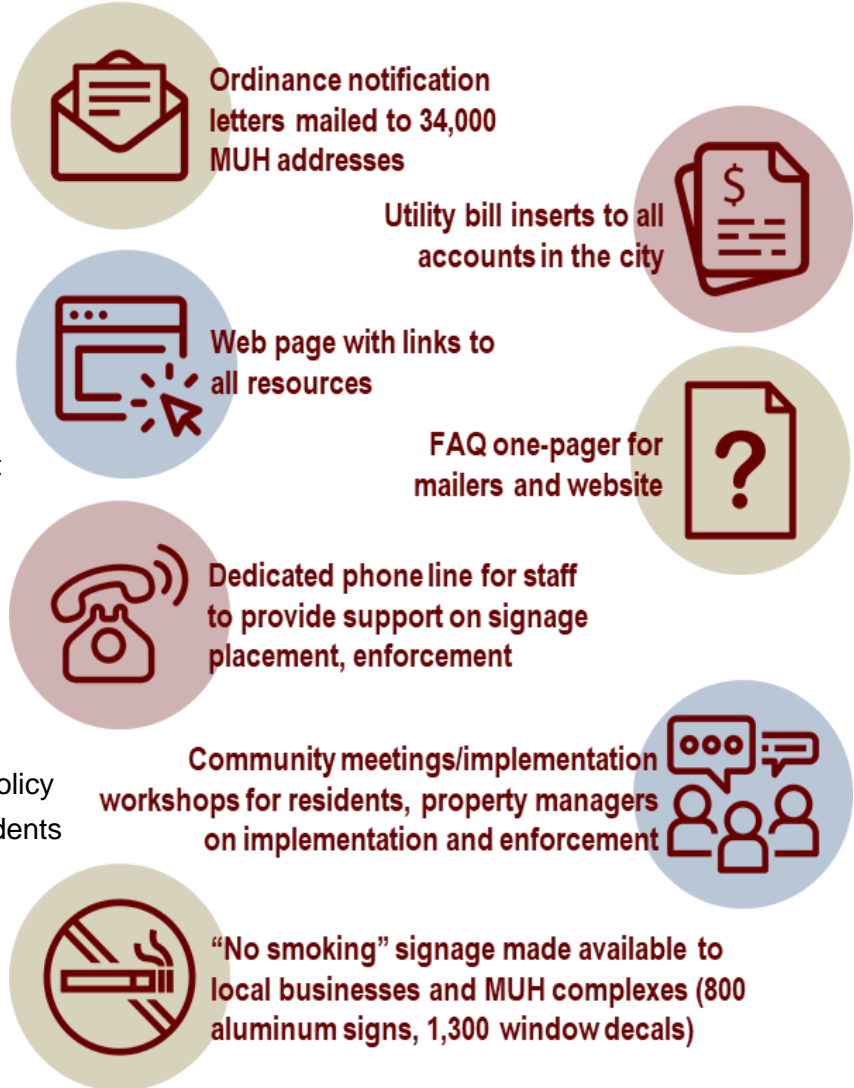 Ordinance notification
letters mailed to 34,000
MUH addresses
$
Utility bill inserts to all
accounts in the city
Web page with links to
all resources
FAQ one-pager for
mailers and website
?
Dedicated phone line for staff
to provide support on signage
placement, enforcement
olicy
dents
Community meetings/implementation
workshops for residents, property managers
on implementation and enforcement
“No smoking” signage made available to
local businesses and MUH complexes (800
aluminum signs, 1,300 window decals)